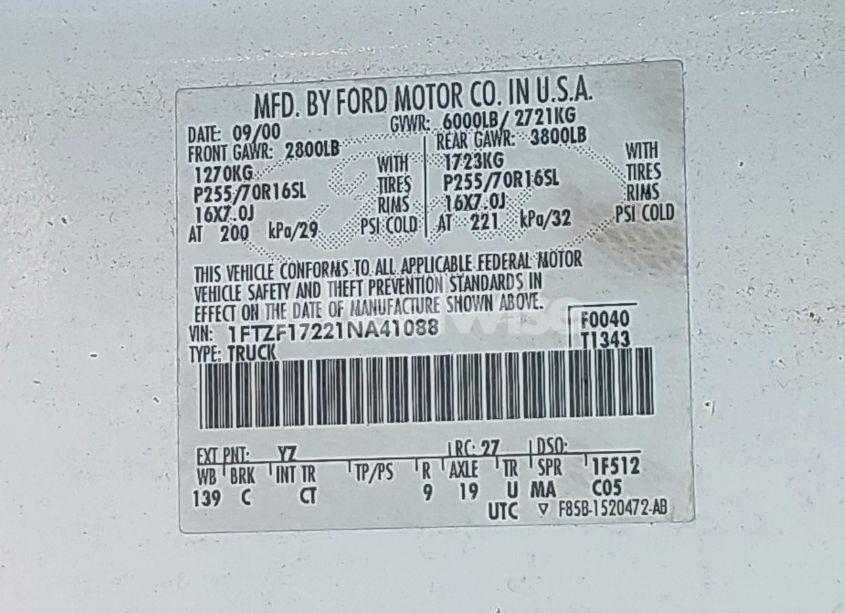 MFD. BY FORD MOTOR CO. IN U.S.A.
DATE: 09/00 GVWR: 6000LB/ 2721KG
FRONT GAWR: 2800LB REAR GAWR: 3800LB
1270KG WITH 1723KG WITH
P255/70R16SL TIRES P255/70R16SL TIRES
16X7.0J RIMS 16X7.0J RIMS
AT 200 kPa/29 PSI COLD AT 221 kPa/32 PSI COLD
THIS VEHICLE CONFORMS TO ALL APPLICABLE FEDERAL MOTOR
VEHICLE SAFETY AND THEFT PREVENTION STANDARDS IN
EFFECT ON THE DATE OF MANUFACTURE SHOWN ABOVE.
VIN: 1FTZF17221NA41088 F0040
TYPE: TRUCK T1343
EXT PNT: YZ RC: 27 DSO:
WB BRK INT TR TP/PS R AXLE TR SPR 1F512
139 C CT 9 19 U MA C05
UTC ▽ F85B-1520472-AB